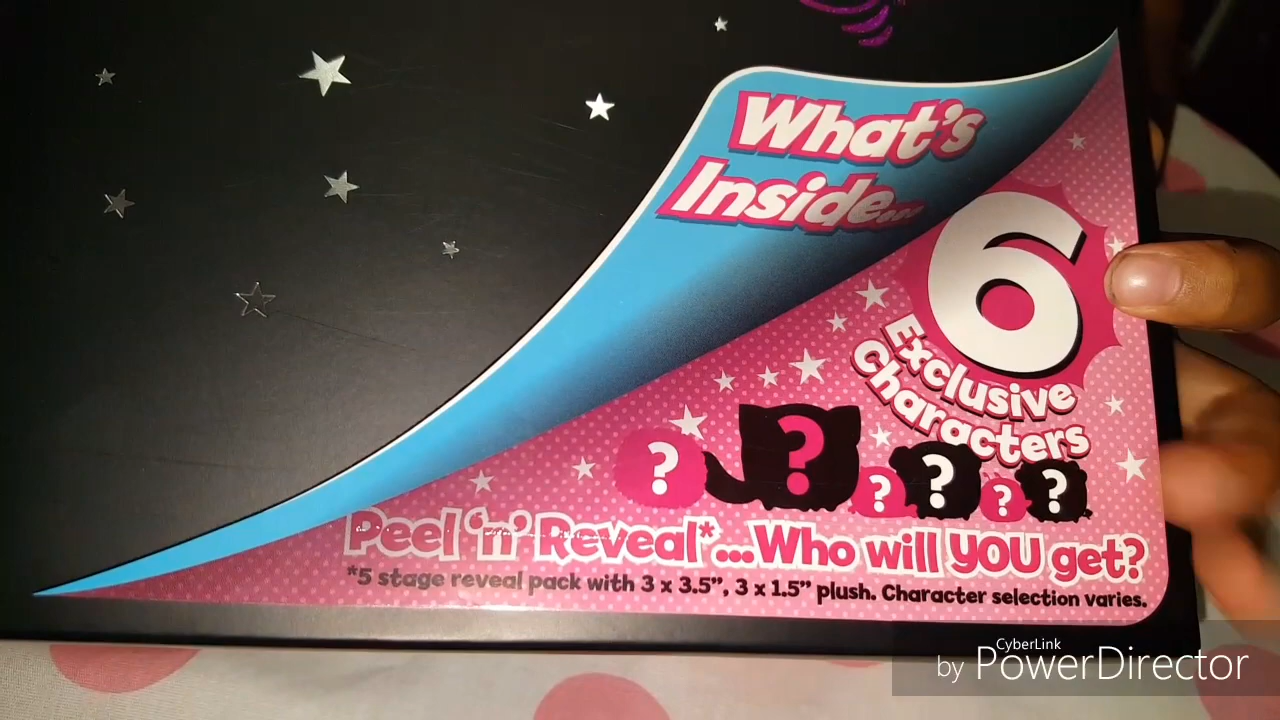 What's
Inside...
6
Exclusive
Characters
? ? ? ? ? ?
Peel 'n' Reveal*...Who will YOU get?
*5 stage reveal pack with 3 x 3.5", 3 x 1.5" plush. Character selection varies.
CyberLink
by PowerDirector